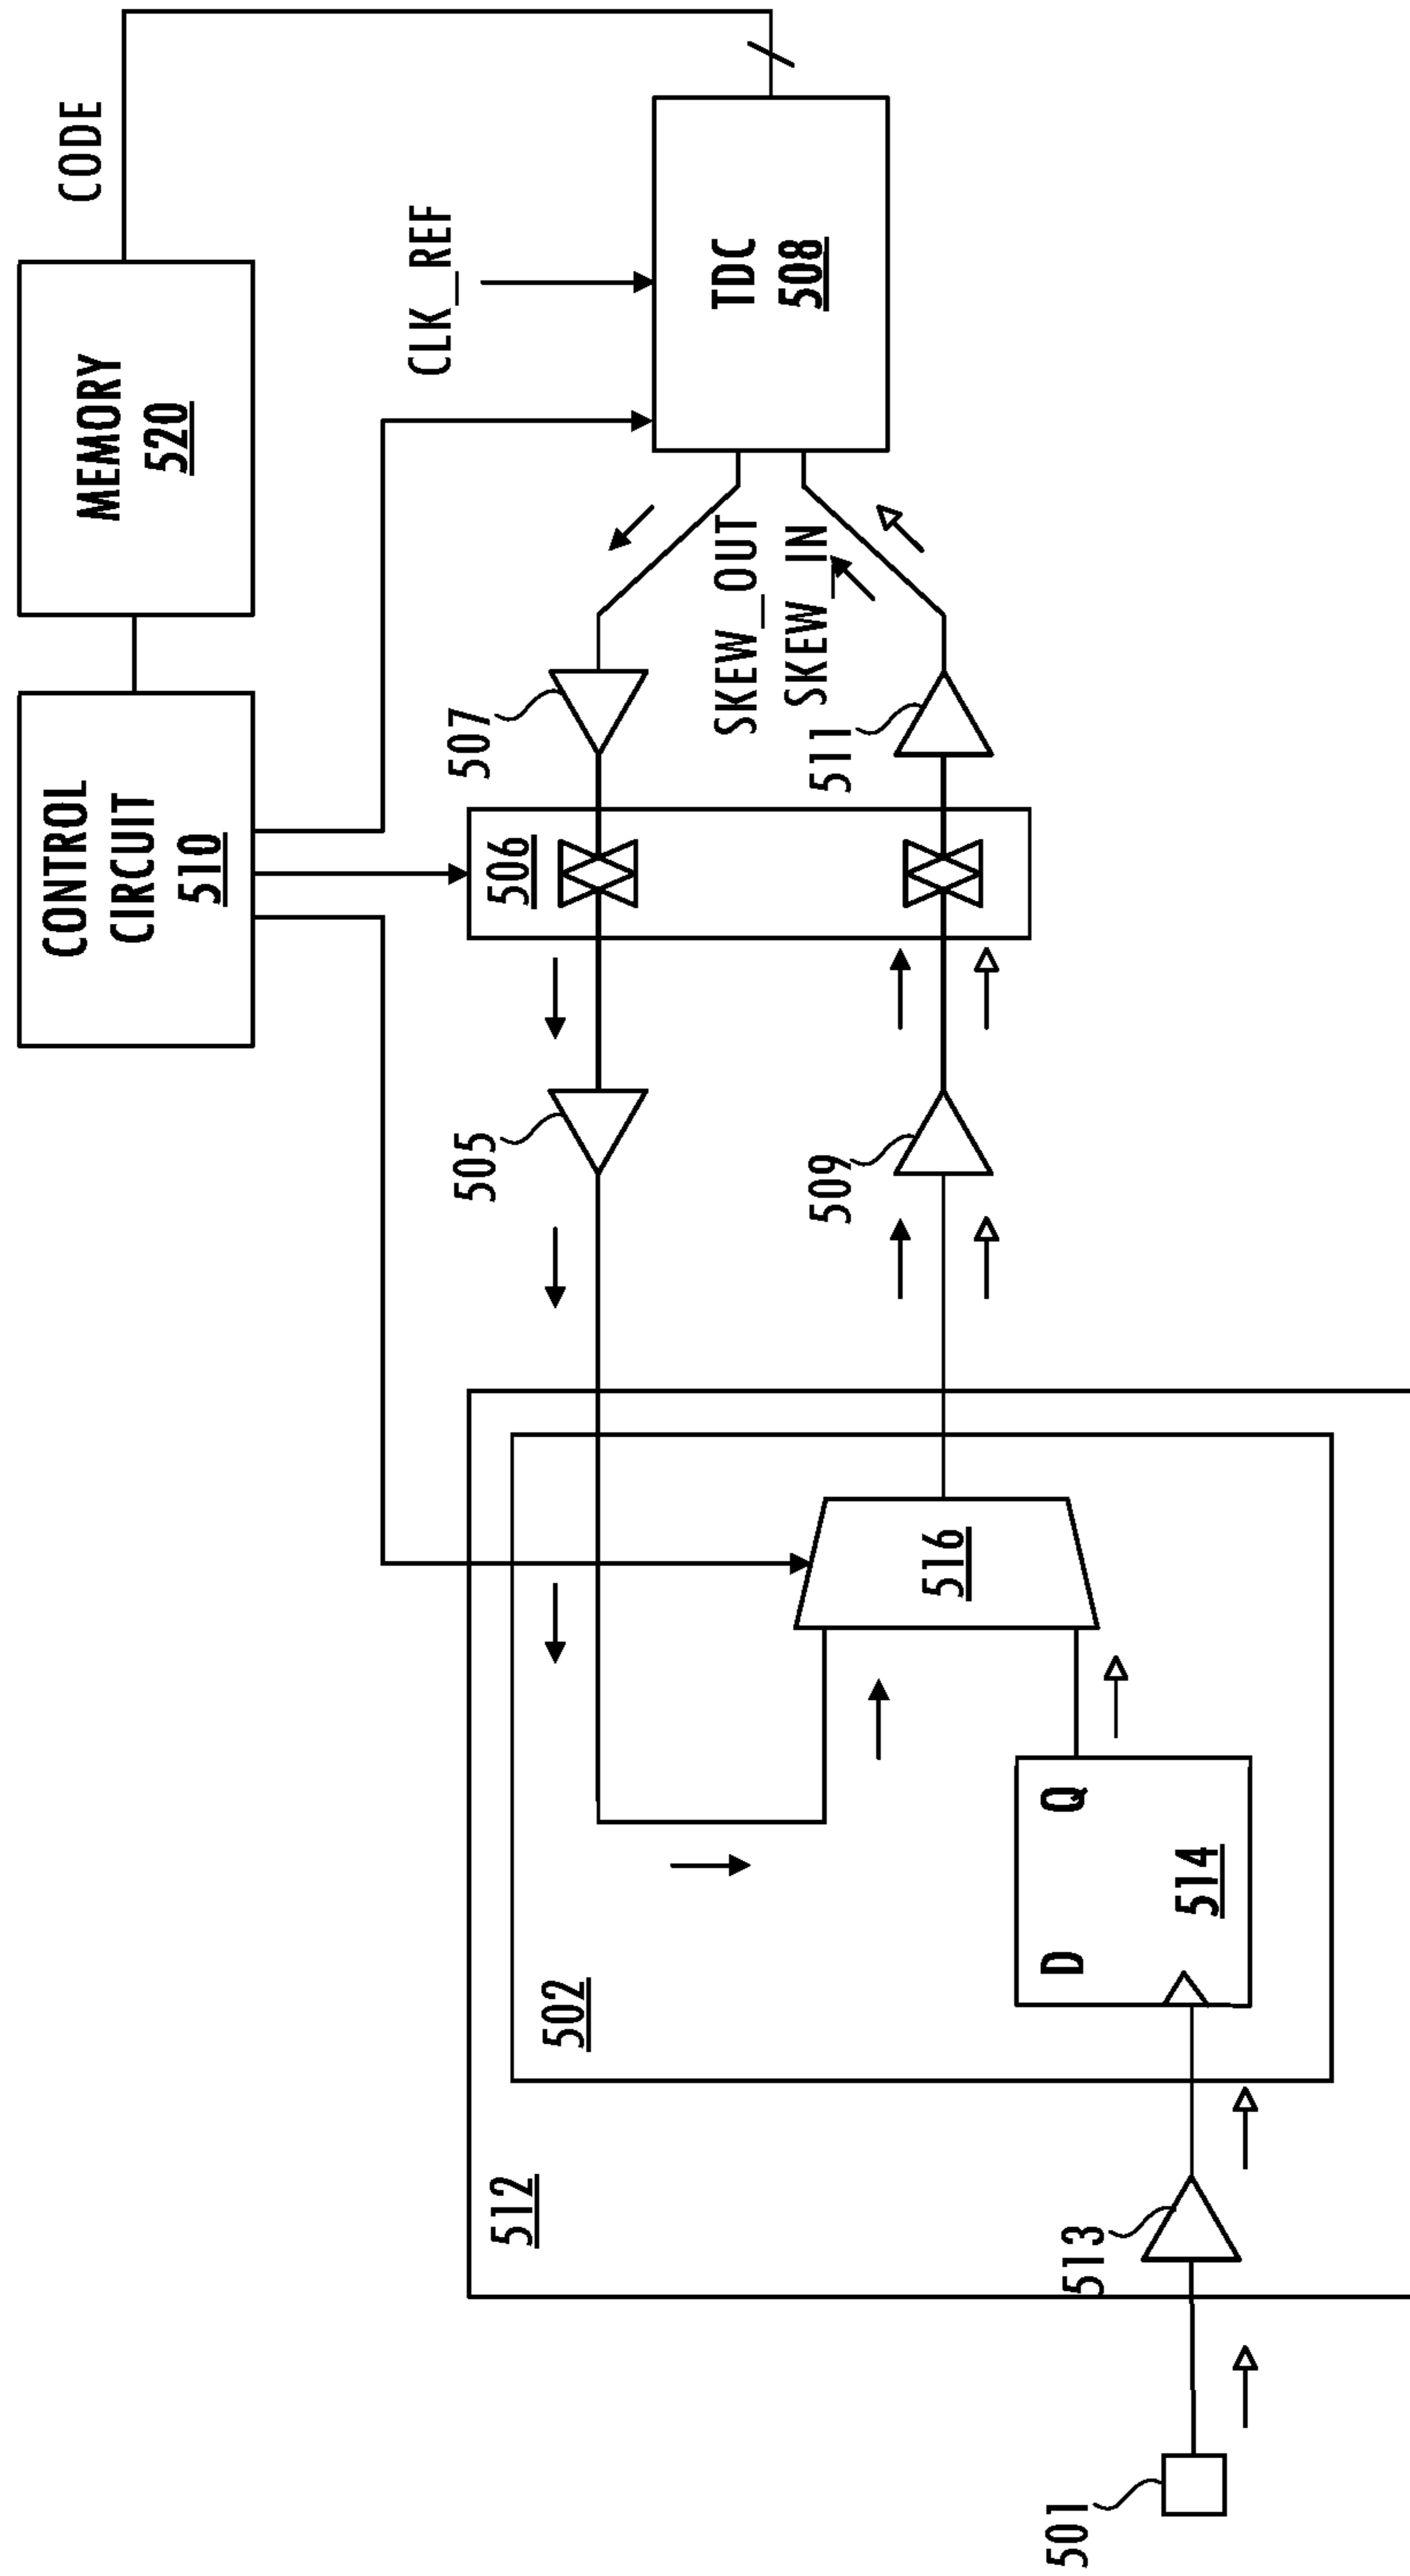 CONTROL
CIRCUIT
510
MEMORY
520
CODE
CLK_REF
TDC
508
SKEW_OUT
SKEW_IN
507
511
506
505
509
512
502
516
D
Q
514
513
501